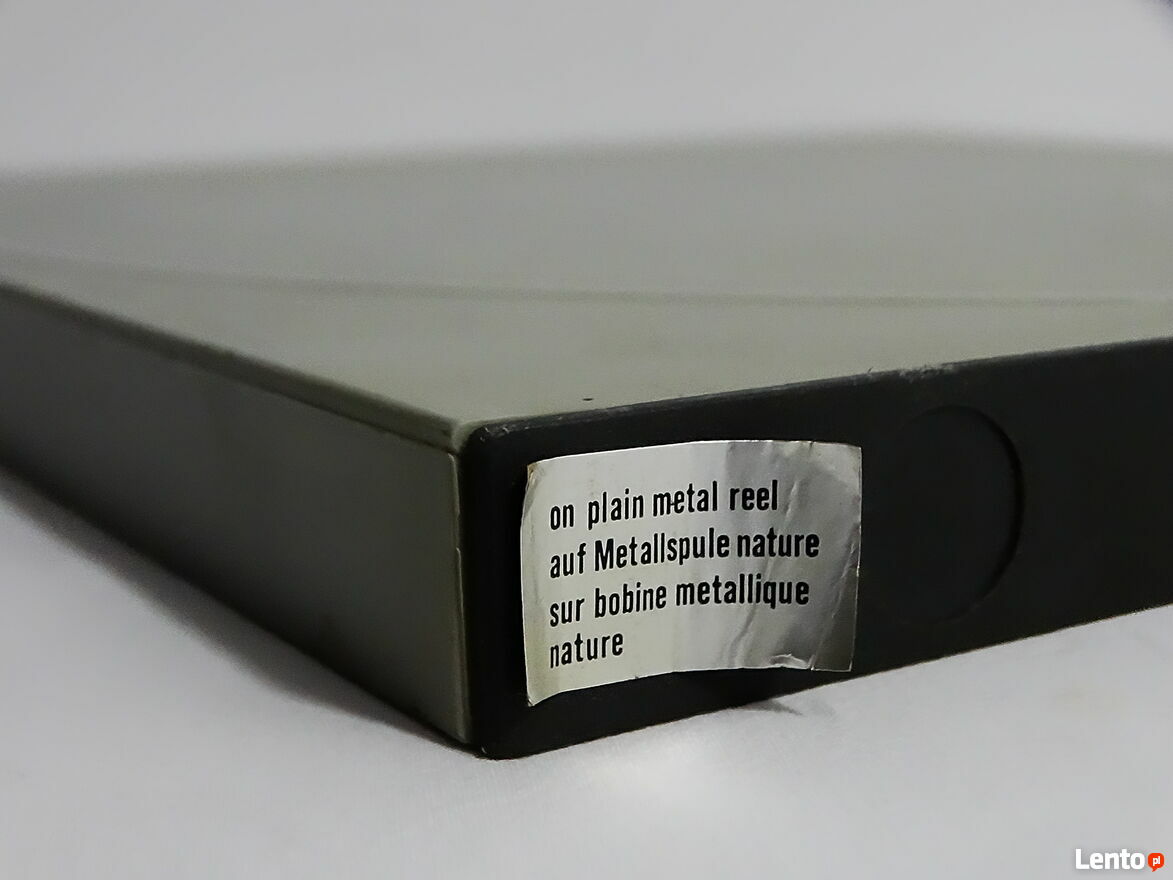 on plain metal reel
auf Metallspule nature
sur bobine metallique
nature
Lento.pl